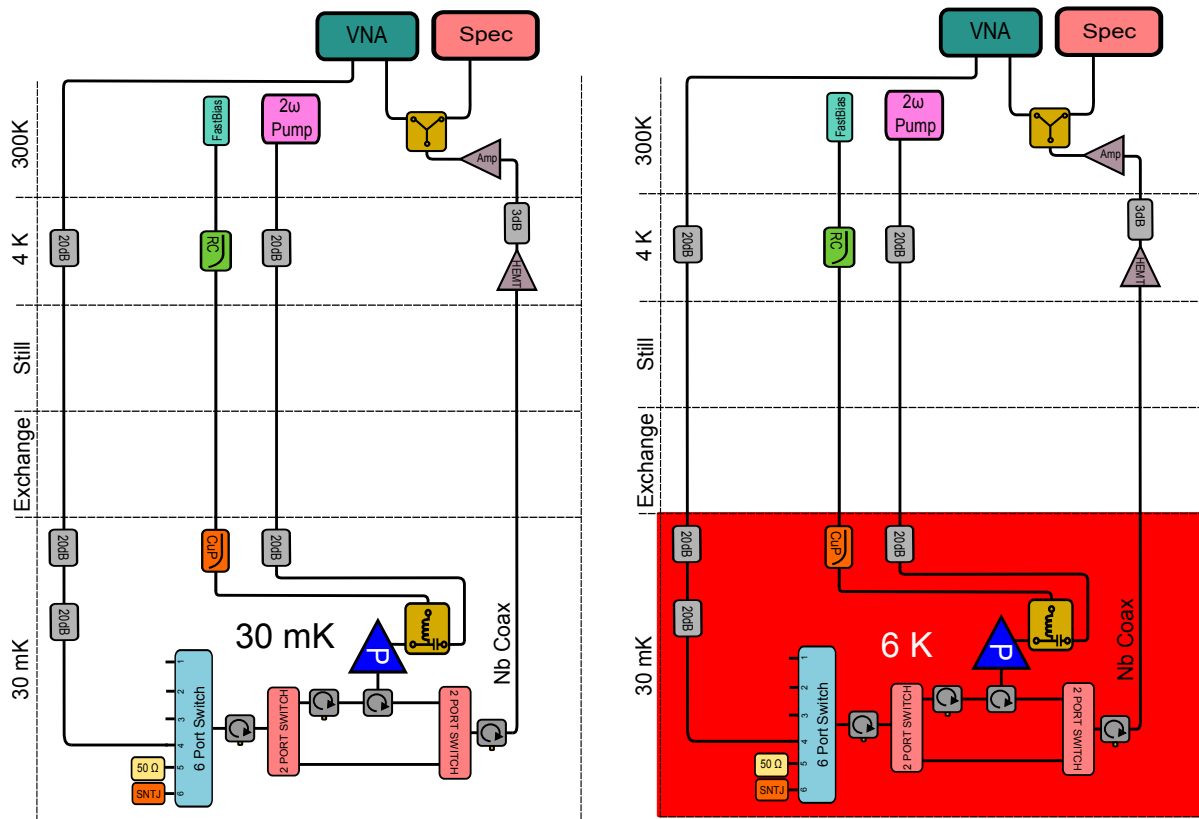 VNA
Spec
FastBias
2ω
Pump
Amp
300K
20dB
RC
20dB
3dB
HEMT
4 K
Still
Exchange
20dB
CuP
20dB
20dB
30 mK
P
Nb Coax
30 mK
1
2
3
4
5
6
6 Port Switch
2 PORT SWITCH
2 PORT SWITCH
50 Ω
SNTJ
VNA
Spec
FastBias
2ω
Pump
Amp
300K
20dB
RC
20dB
3dB
HEMT
4 K
Still
Exchange
20dB
CuP
20dB
20dB
6 K
P
Nb Coax
30 mK
1
2
3
4
5
6
6 Port Switch
2 PORT SWITCH
2 PORT SWITCH
50 Ω
SNTJ